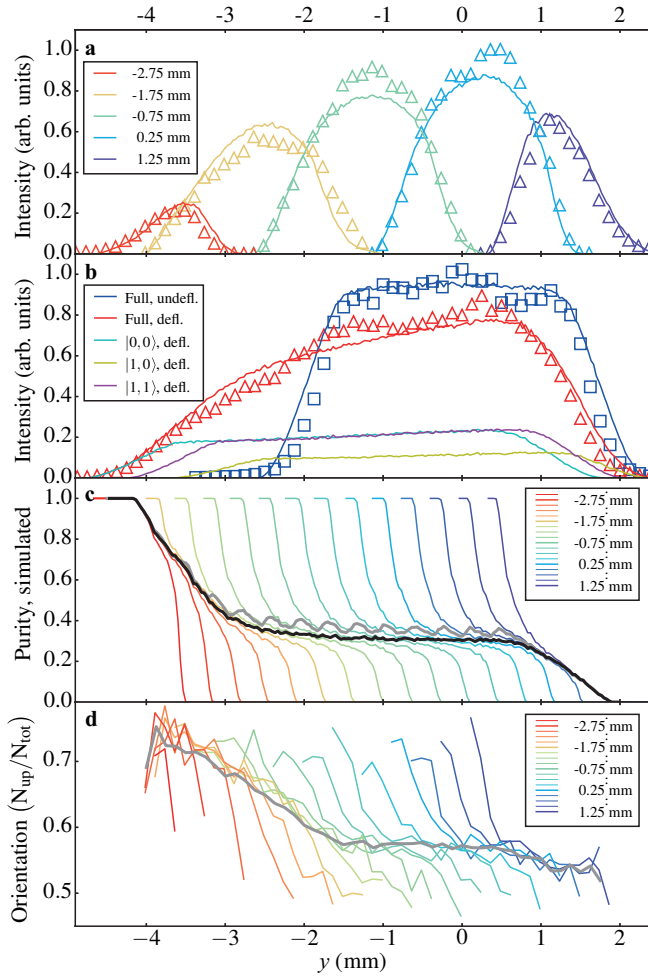 −4 −3 −2 −1 0 1 2
a
Intensity (arb. units)
1.0
0.8
0.6
0.4
0.2
0.0
-2.75 mm
-1.75 mm
-0.75 mm
0.25 mm
1.25 mm
b
Intensity (arb. units)
1.0
0.8
0.6
0.4
0.2
0.0
Full, undefl.
Full, defl.
|0,0⟩, defl.
|1,0⟩, defl.
|1,1⟩, defl.
c
Purity, simulated
1.0
0.8
0.6
0.4
0.2
0.0
-2.75 mm
-1.75 mm
-0.75 mm
0.25 mm
1.25 mm
d
Orientation (Nup/Ntot)
0.7
0.6
0.5
-2.75 mm
-1.75 mm
-0.75 mm
0.25 mm
1.25 mm
−4 −3 −2 −1 0 1 2
y (mm)